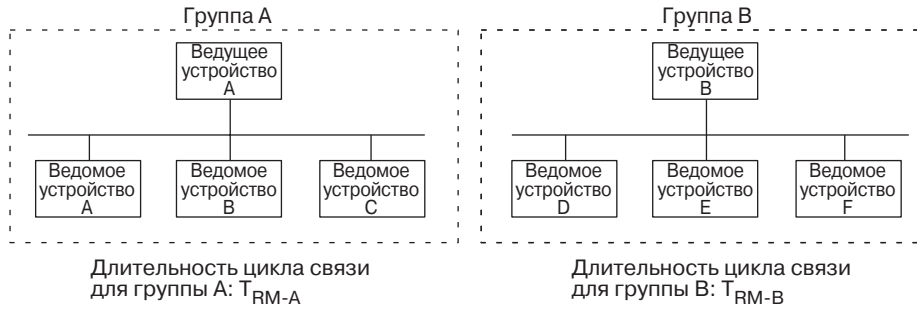 Группа A
Группа B
Ведущее
устройство
A
Ведущее
устройство
B
Ведомое
устройство
A
Ведомое
устройство
B
Ведомое
устройство
C
Ведомое
устройство
D
Ведомое
устройство
E
Ведомое
устройство
F
Длительность цикла связи
для группы A: TRM-A
Длительность цикла связи
для группы B: TRM-B